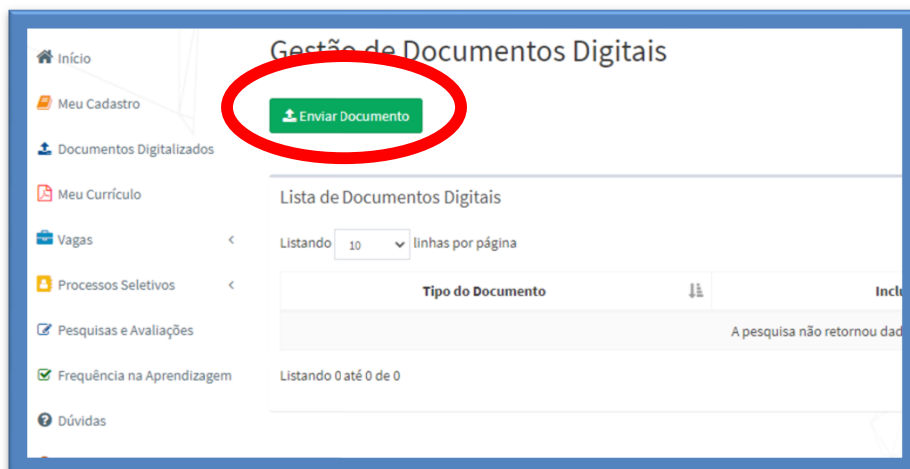 Início
Meu Cadastro
Documentos Digitalizados
Meu Currículo
Vagas
Processos Seletivos
Pesquisas e Avaliações
Frequência na Aprendizagem
Dúvidas
Gestão de Documentos Digitais
Enviar Documento
Lista de Documentos Digitais
Listando 10 linhas por página
Tipo do Documento
A pesquisa não retornou
Listando 0 até 0 de 0